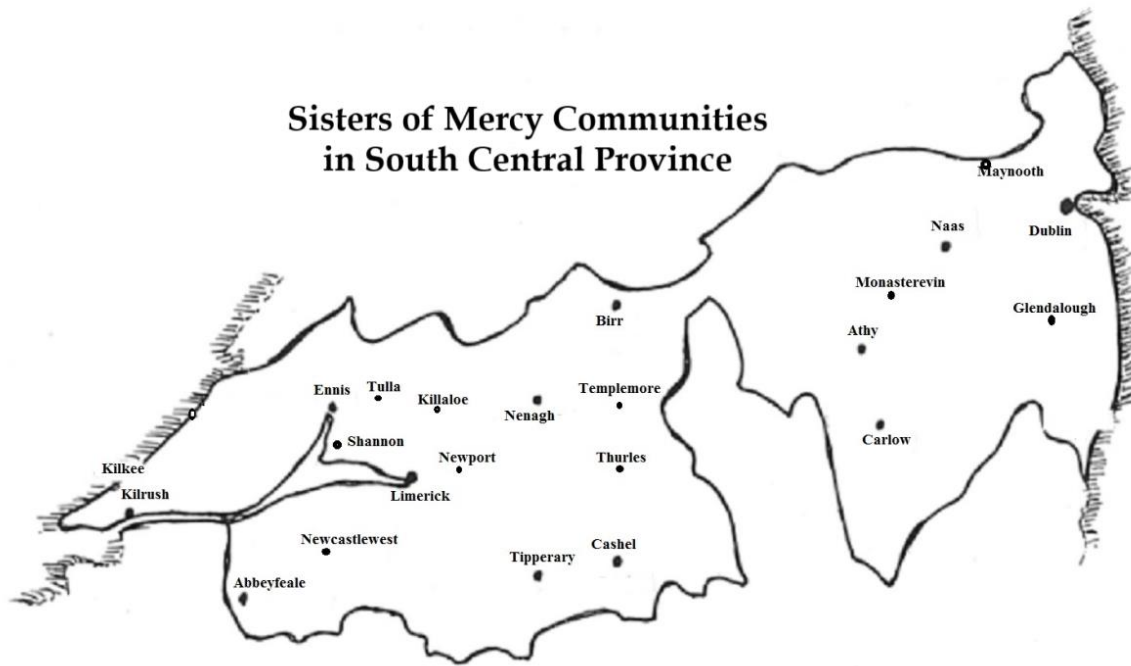 Sisters of Mercy Communities
in South Central Province
Maynooth
Naas
Dublin
Monasterevin
Glendalough
Birr
Athy
Ennis
Tulla
Killaloe
Nenagh
Templemore
Carlow
Shannon
Newport
Thurles
Kilkee
Kilrush
Limerick
Newcastlewest
Tipperary
Cashel
Abbeyfeale